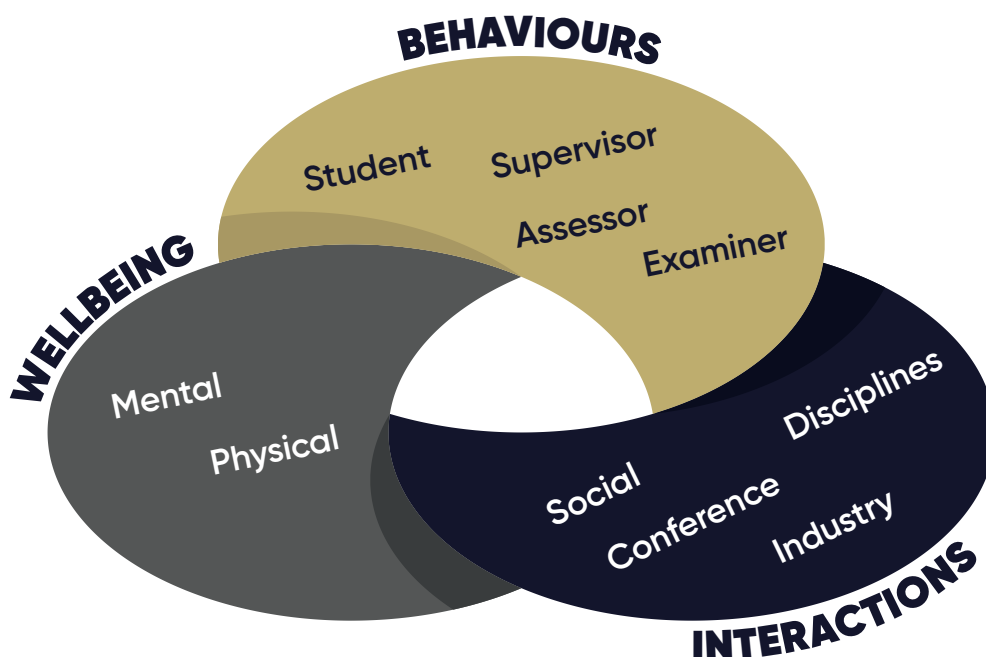 BEHAVIOURS
Student
Supervisor
Assessor
Examiner
WELLBEING
Mental
Physical
Disciplines
Social
Conference
Industry
INTERACTIONS